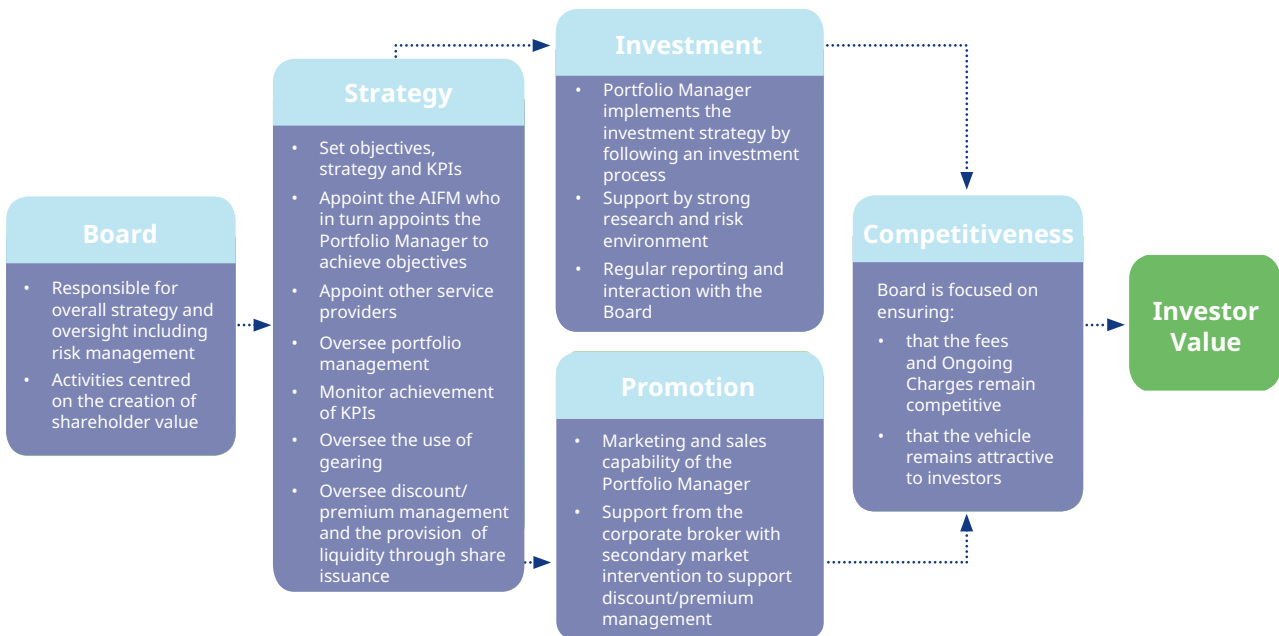 Board
• Responsible for
overall strategy and
oversight including
risk management
• Activities centred
on the creation of
shareholder value
Strategy
• Set objectives,
strategy and KPIs
• Appoint the AIFM who
in turn appoints the
Portfolio Manager to
achieve objectives
• Appoint other service
providers
• Oversee portfolio
management
• Monitor achievement
of KPIs
• Oversee the use of
gearing
• Oversee discount/
premium management
and the provision of
liquidity through share
issuance
Investment
• Portfolio Manager
implements the
investment strategy by
following an investment
process
• Support by strong
research and risk
environment
• Regular reporting and
interaction with the
Board
Promotion
• Marketing and sales
capability of the
Portfolio Manager
• Support from the
corporate broker with
secondary market
intervention to support
discount/premium
management
Competitiveness
Board is focused on
ensuring:
• that the fees
and Ongoing
Charges remain
competitive
• that the vehicle
remains attractive
to investors
Investor
Value